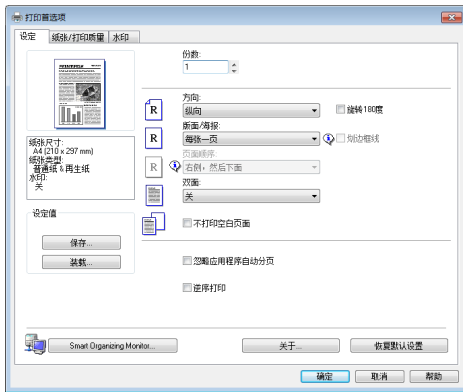 打印首选项
设定 纸张/打印质量 水印
份数:
1
方向:
R 纵向 旋转180度
版面/海报:
R 每张一页 划边框线
页面顺序:
R 右侧，然后下面
双面:
关
不打印空白页面
忽略应用程序自动分页
逆序打印
纸张尺寸:
A4 (210 x 297 mm)
纸张类型:
普通纸 & 再生纸
水印:
关
设定值
保存...
装载...
Smart Organizing Monitor... 关于... 恢复默认设置
确定 取消 帮助